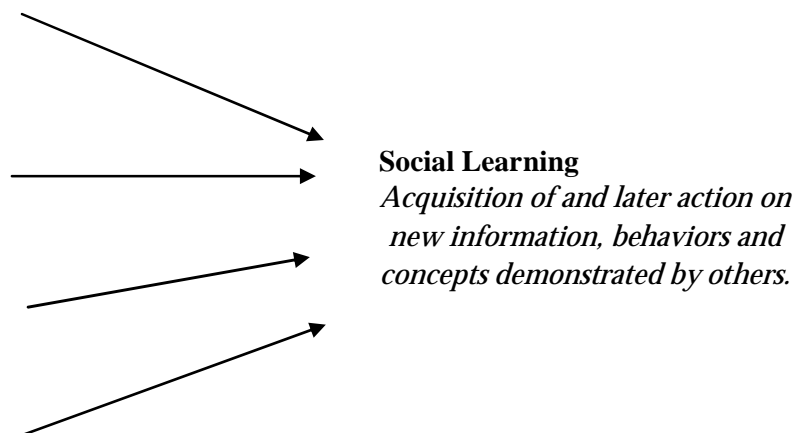 Social Learning
Acquisition of and later action on
new information, behaviors and
concepts demonstrated by others.